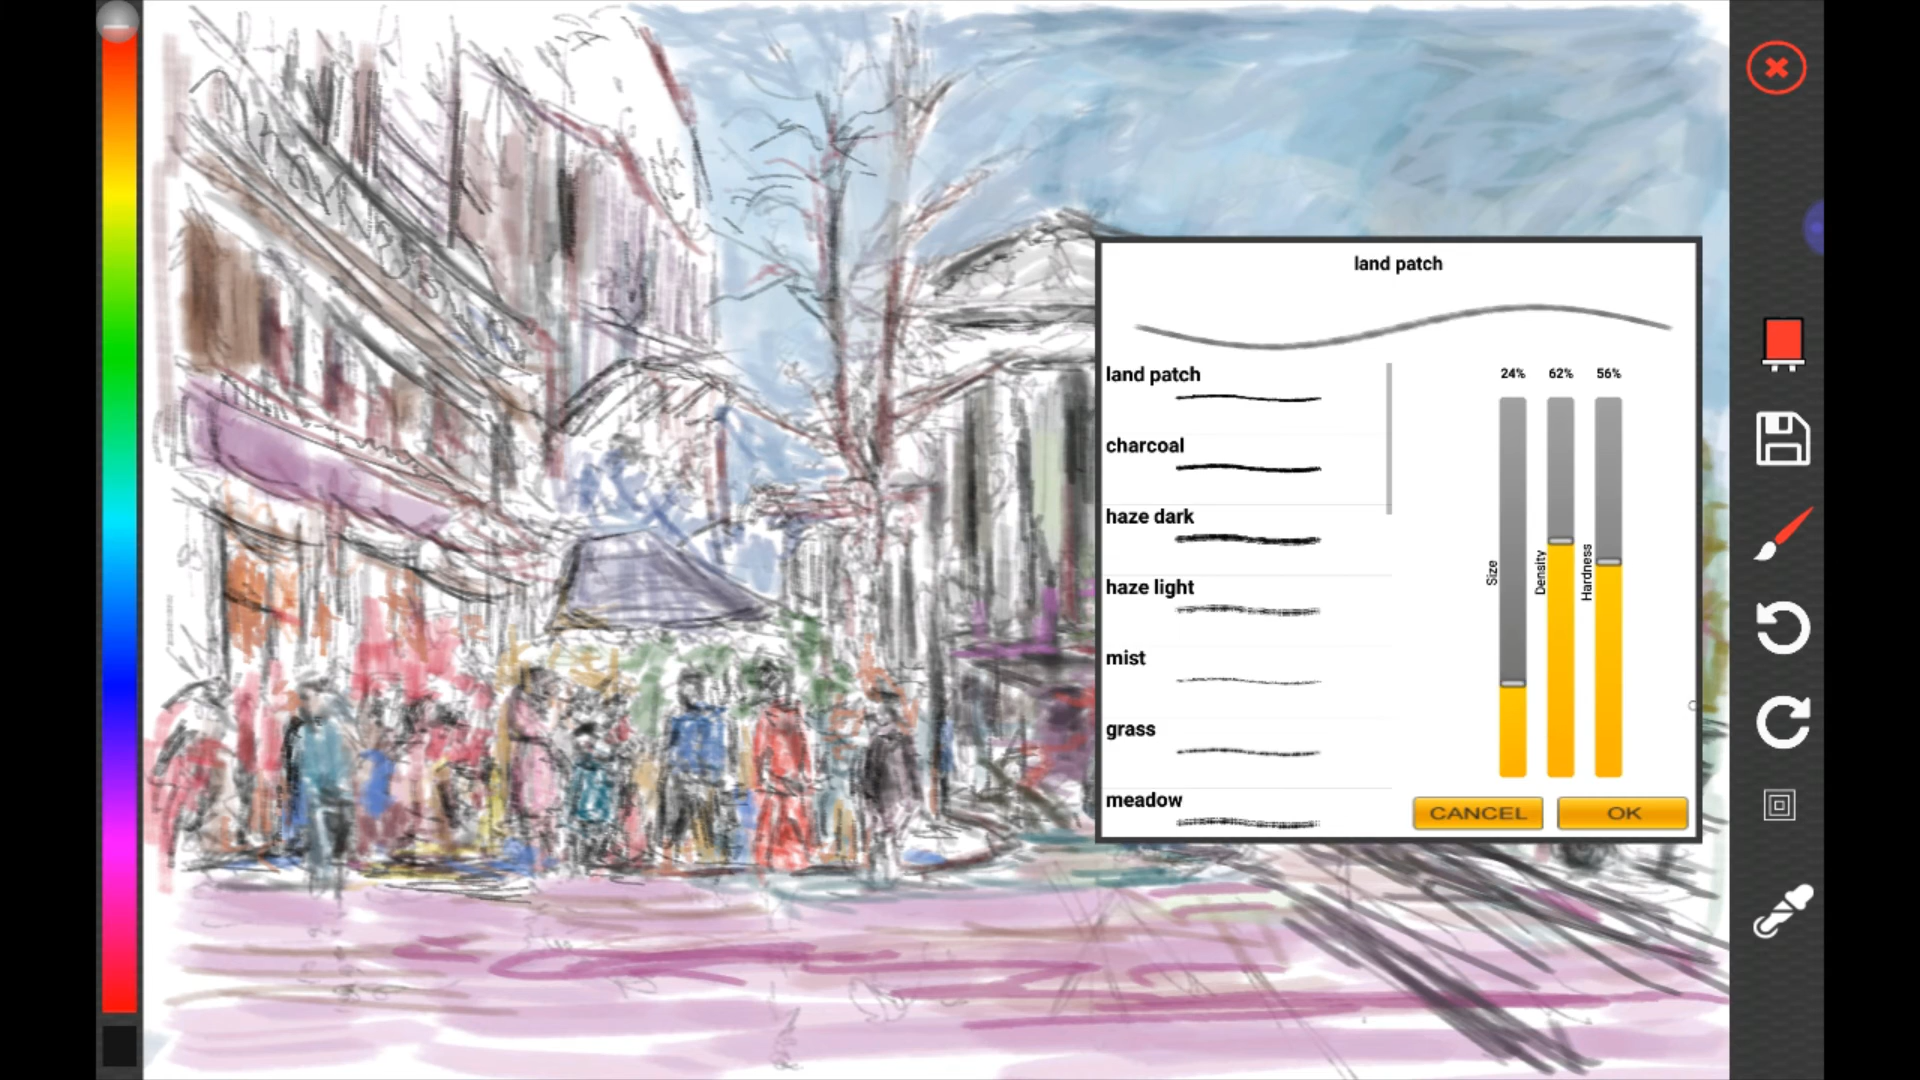 land patch
land patch
charcoal
haze dark
haze light
mist
grass
meadow
24% 62% 56%
Size
Density
Hardness
CANCEL OK